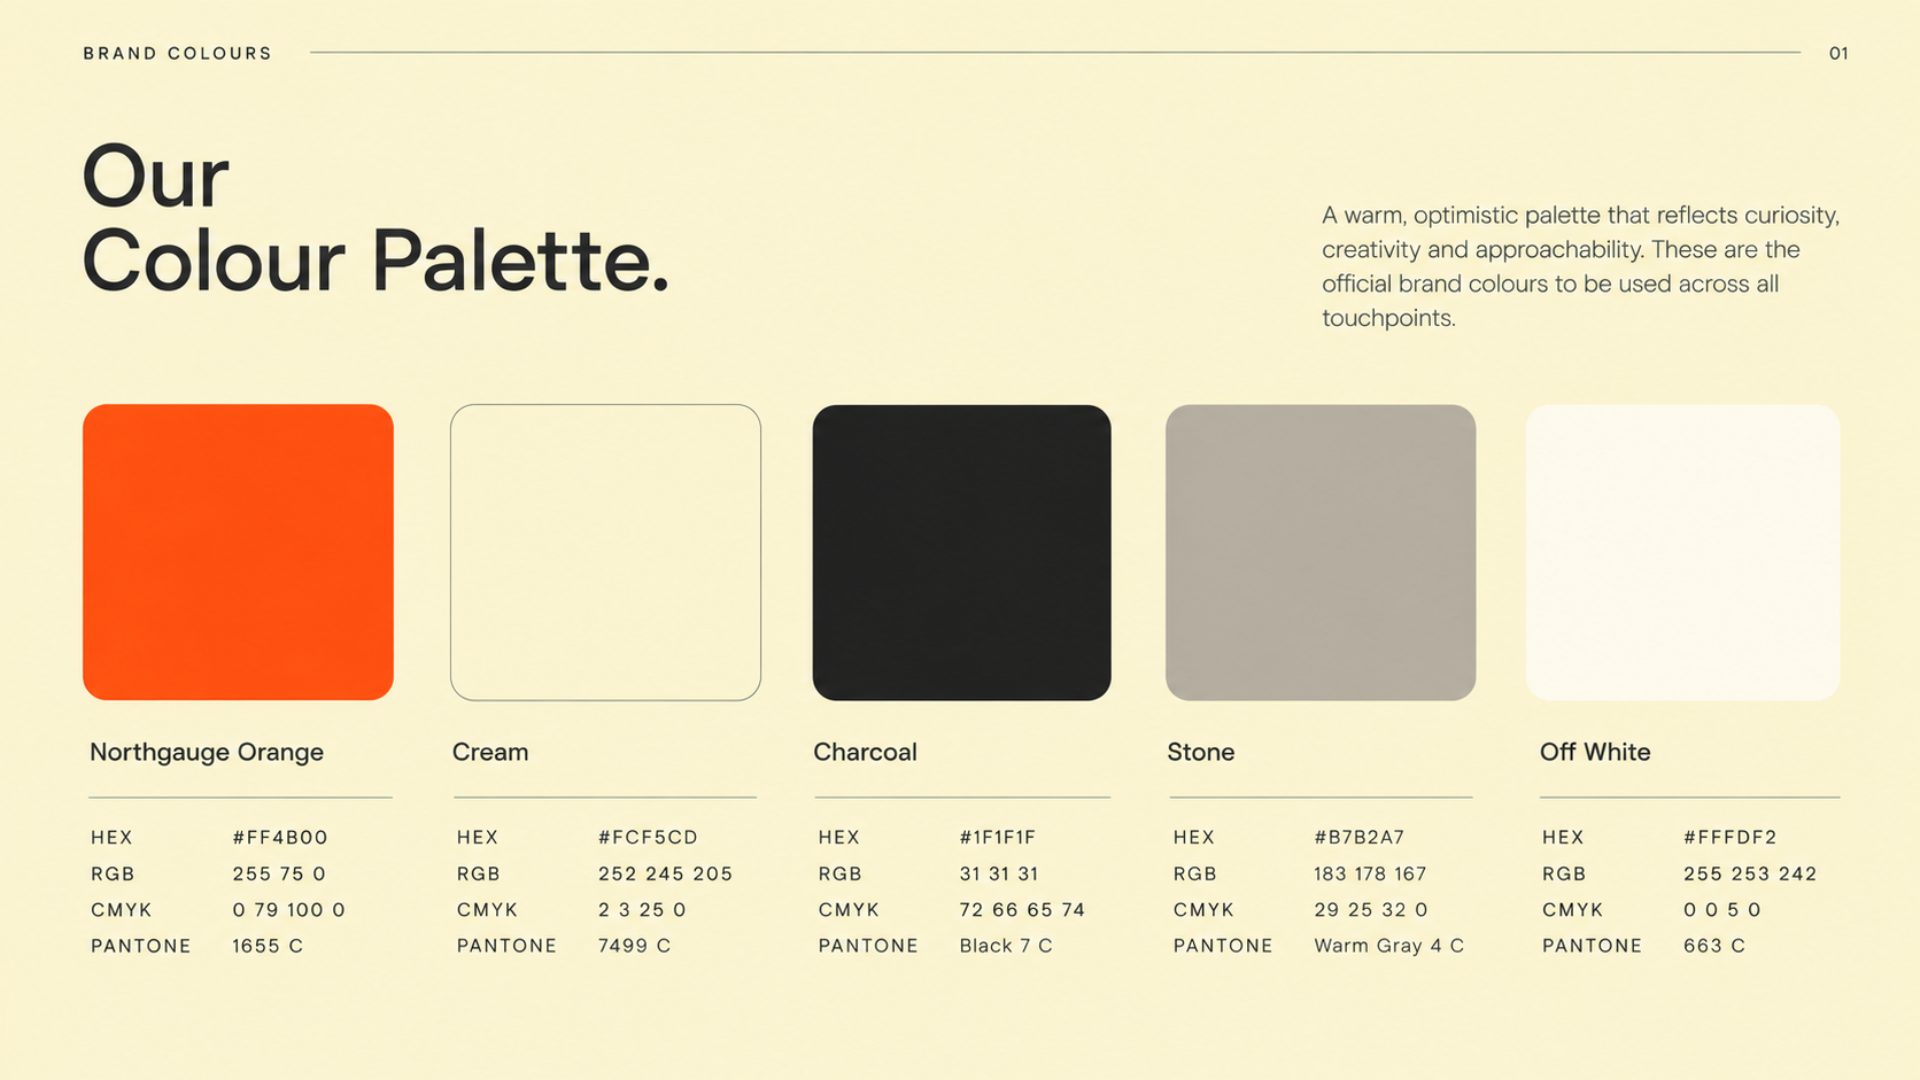 BRAND COLOURS
01
Our
Colour Palette.
A warm, optimistic palette that reflects curiosity,
creativity and approachability. These are the
official brand colours to be used across all
touchpoints.
Northgauge Orange
HEX #FF4B00
RGB 255 75 0
CMYK 0 79 100 0
PANTONE 1655 C
Cream
HEX #FCF5CD
RGB 252 245 205
CMYK 2 3 25 0
PANTONE 7499 C
Charcoal
HEX #1F1F1F
RGB 31 31 31
CMYK 72 66 65 74
PANTONE Black 7 C
Stone
HEX #B7B2A7
RGB 183 178 167
CMYK 29 25 32 0
PANTONE Warm Gray 4 C
Off White
HEX #FFFDF2
RGB 255 253 242
CMYK 0 0 5 0
PANTONE 663 C